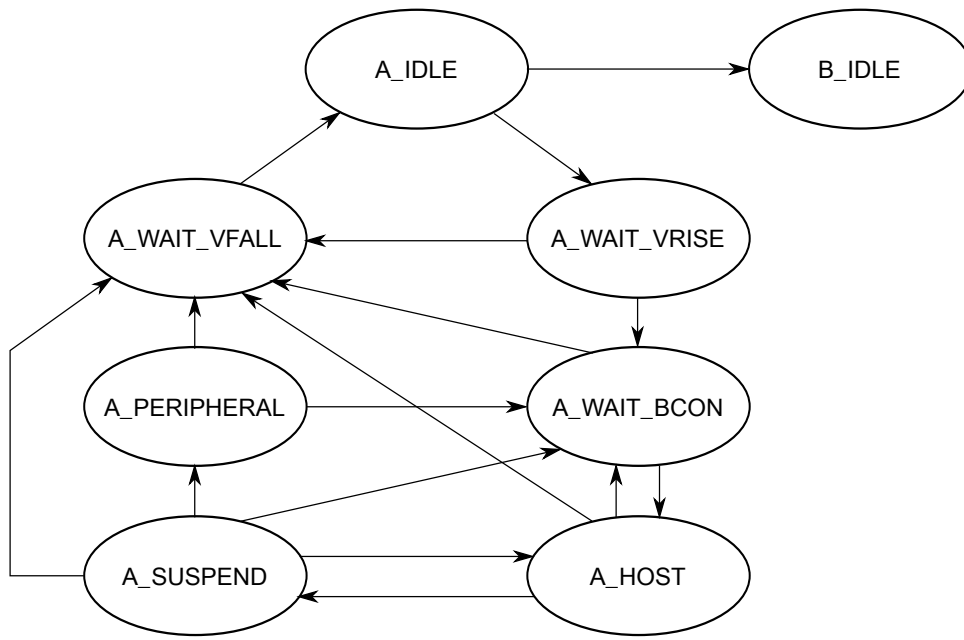 A_IDLE
B_IDLE
A_WAIT_VFALL
A_WAIT_VRISE
A_PERIPHERAL
A_WAIT_BCON
A_SUSPEND
A_HOST